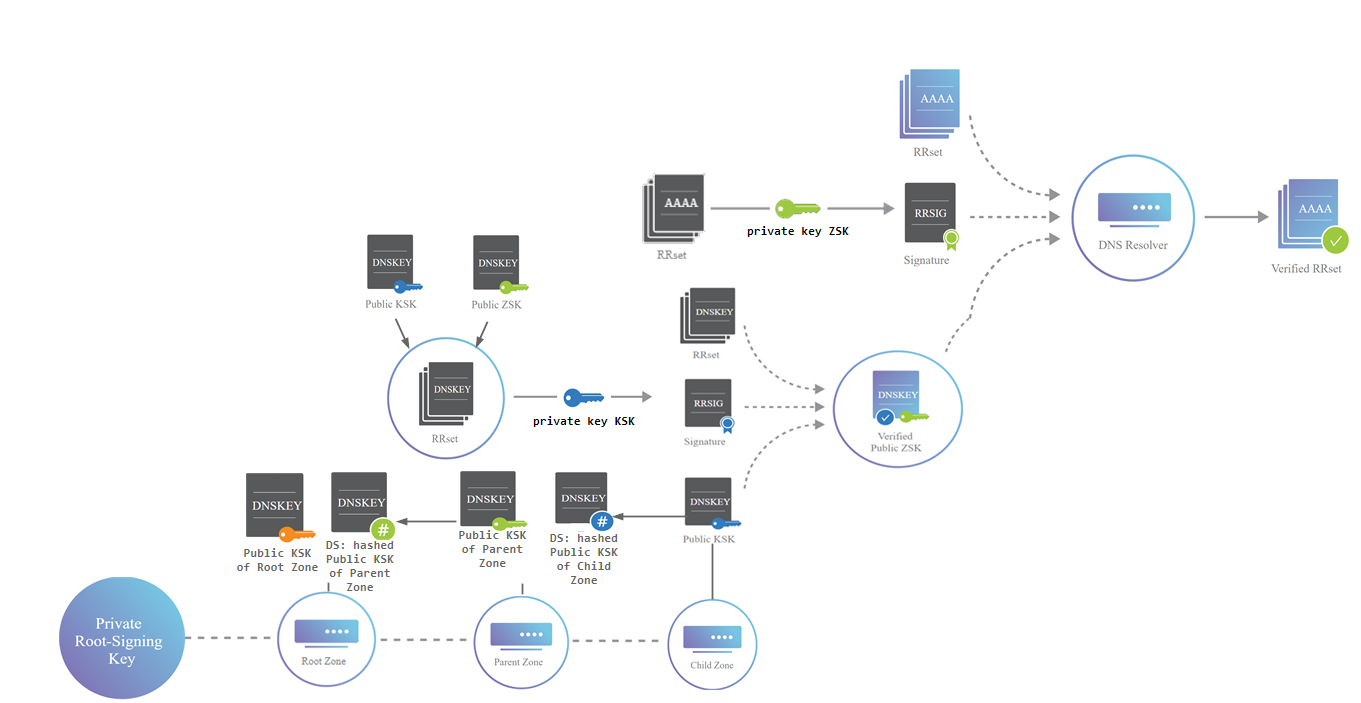 AAAA
RRset
AAAA
RRset
private key ZSK
RRSIG
Signature
DNS Resolver
AAAA
Verified RRset
DNSKEY
Public KSK
DNSKEY
Public ZSK
DNSKEY
RRset
private key KSK
DNSKEY
RRset
RRSIG
Signature
DNSKEY
Verified
Public ZSK
DNSKEY
Public KSK
of Root Zone
DNSKEY
#
DS: hashed
Public KSK
of Parent
Zone
DNSKEY
Public KSK
of Parent
Zone
DNSKEY
#
DS: hashed
Public KSK
of Child
Zone
DNSKEY
Public KSK
Private
Root-Signing
Key
Root Zone
Parent Zone
Child Zone